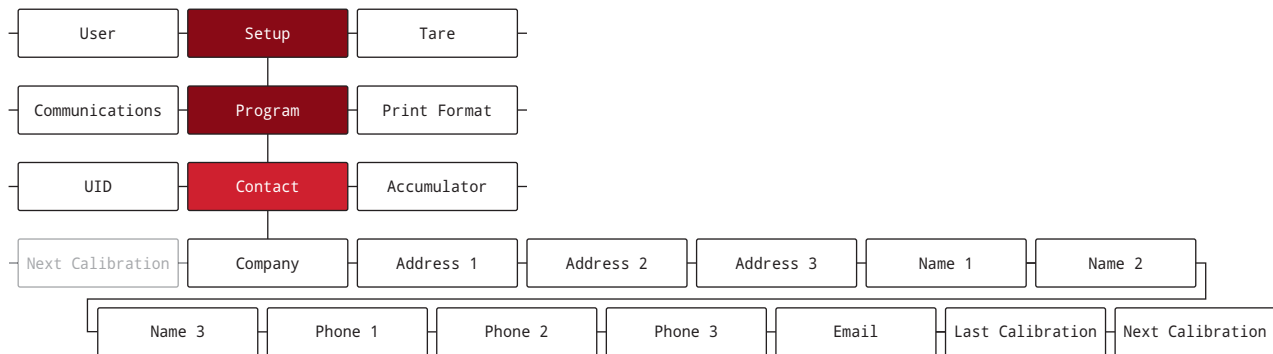 User Setup Tare
Communications Program Print Format
UID Contact Accumulator
Next Calibration Company Address 1 Address 2 Address 3 Name 1 Name 2
Name 3 Phone 1 Phone 2 Phone 3 Email Last Calibration Next Calibration